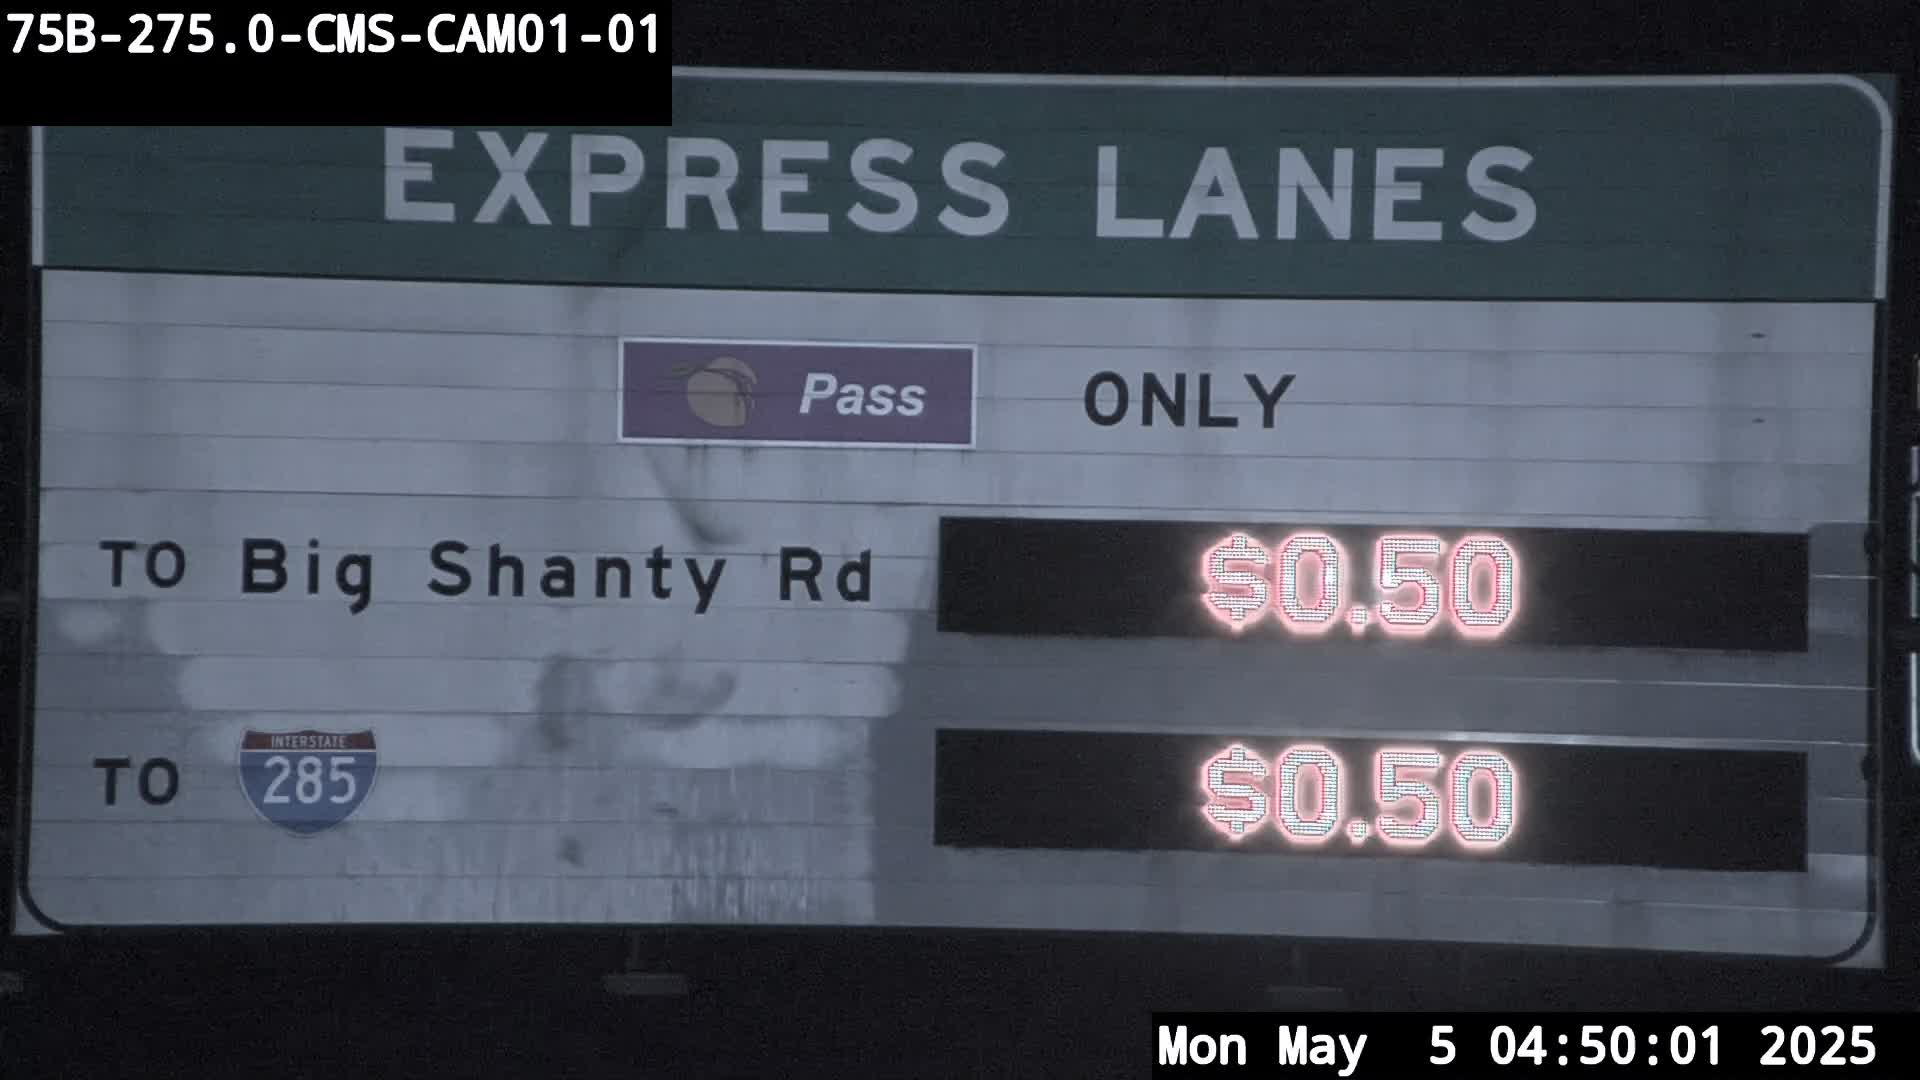 75B-275.0-CMS-CAM01-01
EXPRESS LANES
Pass ONLY
TO Big Shanty Rd $0.50
INTERSTATE
TO 285 $0.50
Mon May 5 04:50:01 2025